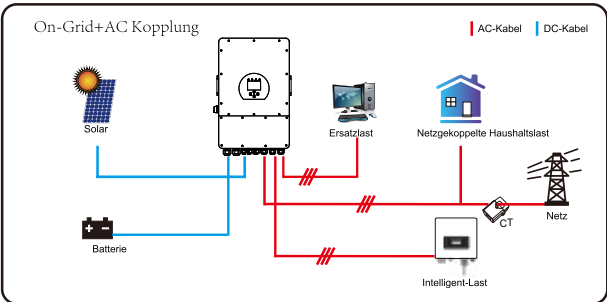 On-Grid+AC Kopplung
AC-Kabel
DC-Kabel
Solar
Ersatzlast
Netzgekoppelte Haushaltslast
CT
Netz
Batterie
Intelligent-Last